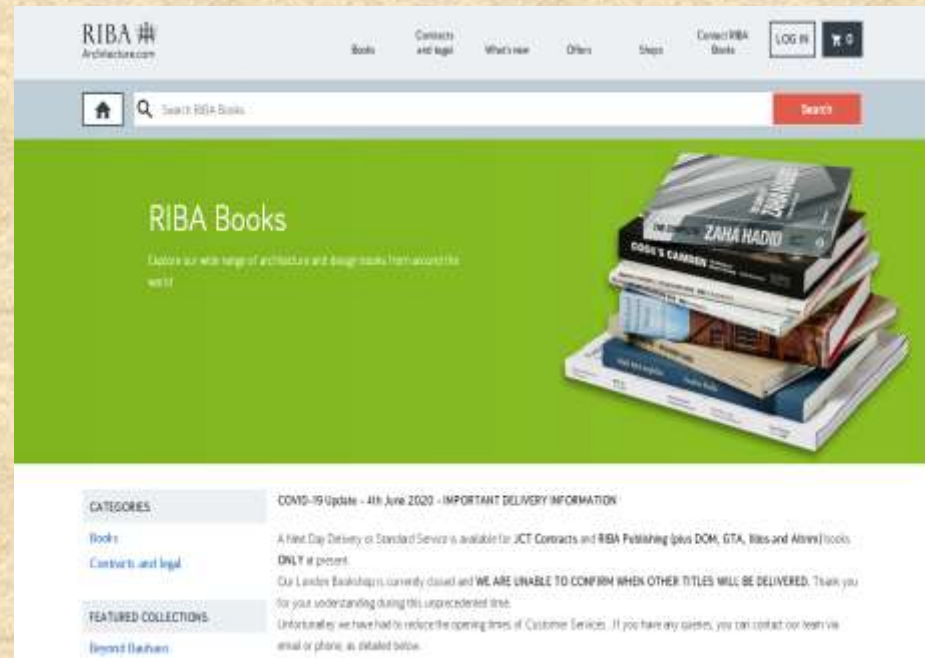 RIBA
Architecture.com
Books
Contracts and legal
What's new
Offers
Shops
Contact RIBA Books
LOG IN
0
Search RIBA Books
Search
RIBA Books
Explore our wide range of architecture and design books from around the
world
ZAHA HADID
COOK'S CAMDEN
CATEGORIES
Books
Contracts and legal
FEATURED COLLECTIONS
Beyond Bauhaus
COVID-19 Update - 4th June 2020 - IMPORTANT DELIVERY INFORMATION
A Next Day Delivery or Standard Service is available for JCT Contracts and RIBA Publishing (plus DOM, GTA, and ) books
ONLY at present.
Our London Bookshop is currently closed and WE ARE UNABLE TO CONFIRM WHEN OTHER TITLES WILL BE DELIVERED. Thank you
for your understanding during this unprecedented time.
Unfortunately we have had to reduce the opening times of Customer Services. If you have any queries, you can contact our team via
email or phone, as detailed below.